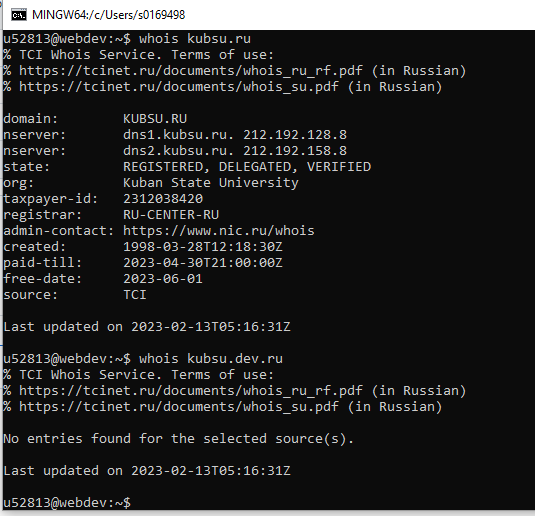 MINGW64:/c/Users/s0169498
u52813@webdev:~$ whois kubsu.ru
% TCI Whois Service. Terms of use:
% https://tcinet.ru/documents/whois_ru_rf.pdf (in Russian)
% https://tcinet.ru/documents/whois_su.pdf (in Russian)

domain:        KUBSU.RU
nserver:       dns1.kubsu.ru. 212.192.128.8
nserver:       dns2.kubsu.ru. 212.192.158.8
state:         REGISTERED, DELEGATED, VERIFIED
org:           Kuban State University
taxpayer-id:   2312038420
registrar:     RU-CENTER-RU
admin-contact: https://www.nic.ru/whois
created:       1998-03-28T12:18:30Z
paid-till:     2023-04-30T21:00:00Z
free-date:     2023-06-01
source:        TCI

Last updated on 2023-02-13T05:16:31Z

u52813@webdev:~$ whois kubsu.dev.ru
% TCI Whois Service. Terms of use:
% https://tcinet.ru/documents/whois_ru_rf.pdf (in Russian)
% https://tcinet.ru/documents/whois_su.pdf (in Russian)

No entries found for the selected source(s).

Last updated on 2023-02-13T05:16:31Z

u52813@webdev:~$